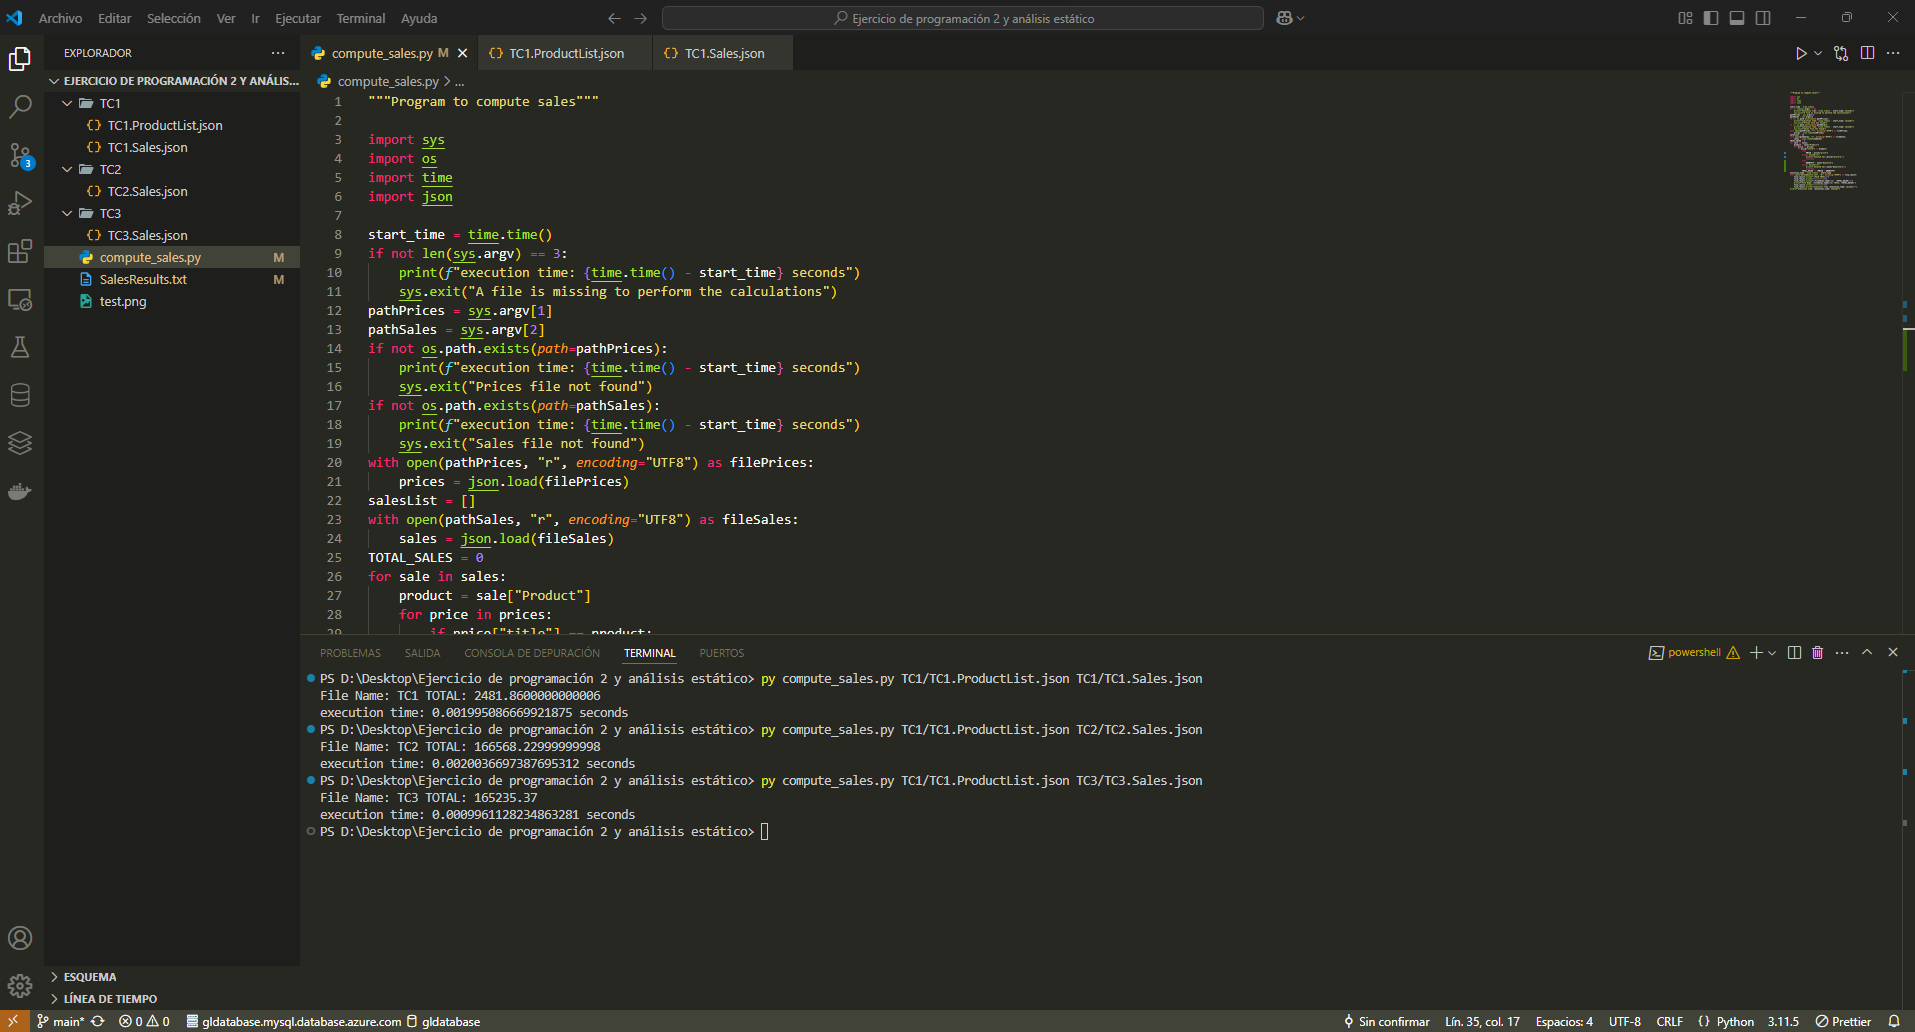 Archivo Editar Selección Ver Ir Ejecutar Terminal Ayuda
Ejercicio de programación 2 y análisis estático
EXPLORADOR
EJERCICIO DE PROGRAMACIÓN 2 Y ANÁLIS...
TC1
TC1.ProductList.json
TC1.Sales.json
TC2
TC2.Sales.json
TC3
TC3.Sales.json
compute_sales.py M
SalesResults.txt M
test.png
3
ESQUEMA
LÍNEA DE TIEMPO
compute_sales.py M
TC1.ProductList.json
TC1.Sales.json
compute_sales.py > ...
1 """Program to compute sales"""
2
3 import sys
4 import os
5 import time
6 import json
7
8 start_time = time.time()
9 if not len(sys.argv) == 3:
10 print(f"execution time: {time.time() - start_time} seconds")
11 sys.exit("A file is missing to perform the calculations")
12 pathPrices = sys.argv[1]
13 pathSales = sys.argv[2]
14 if not os.path.exists(path=pathPrices):
15 print(f"execution time: {time.time() - start_time} seconds")
16 sys.exit("Prices file not found")
17 if not os.path.exists(path=pathSales):
18 print(f"execution time: {time.time() - start_time} seconds")
19 sys.exit("Sales file not found")
20 with open(pathPrices, "r", encoding="UTF8") as filePrices:
21 prices = json.load(filePrices)
22 salesList = []
23 with open(pathSales, "r", encoding="UTF8") as fileSales:
24 sales = json.load(fileSales)
25 TOTAL_SALES = 0
26 for sale in sales:
27 product = sale["Product"]
28 for price in prices:
29 if price["title"] == product:
PROBLEMAS SALIDA CONSOLA DE DEPURACIÓN TERMINAL PUERTOS
powershell
PS D:\Desktop\Ejercicio de programación 2 y análisis estático> py compute_sales.py TC1/TC1.ProductList.json TC1/TC1.Sales.json
File Name: TC1 TOTAL: 2481.8600000000006
execution time: 0.001995086669921875 seconds
PS D:\Desktop\Ejercicio de programación 2 y análisis estático> py compute_sales.py TC1/TC1.ProductList.json TC2/TC2.Sales.json
File Name: TC2 TOTAL: 166568.22999999998
execution time: 0.0020036697387695312 seconds
PS D:\Desktop\Ejercicio de programación 2 y análisis estático> py compute_sales.py TC1/TC1.ProductList.json TC3/TC3.Sales.json
File Name: TC3 TOTAL: 165235.37
execution time: 0.0009961128234863281 seconds
PS D:\Desktop\Ejercicio de programación 2 y análisis estático>
main* 0 0 gldatabase.mysql.database.azure.com gldatabase
Sin confirmar Lín. 35, col. 17 Espacios: 4 UTF-8 CRLF Python 3.11.5 Prettier